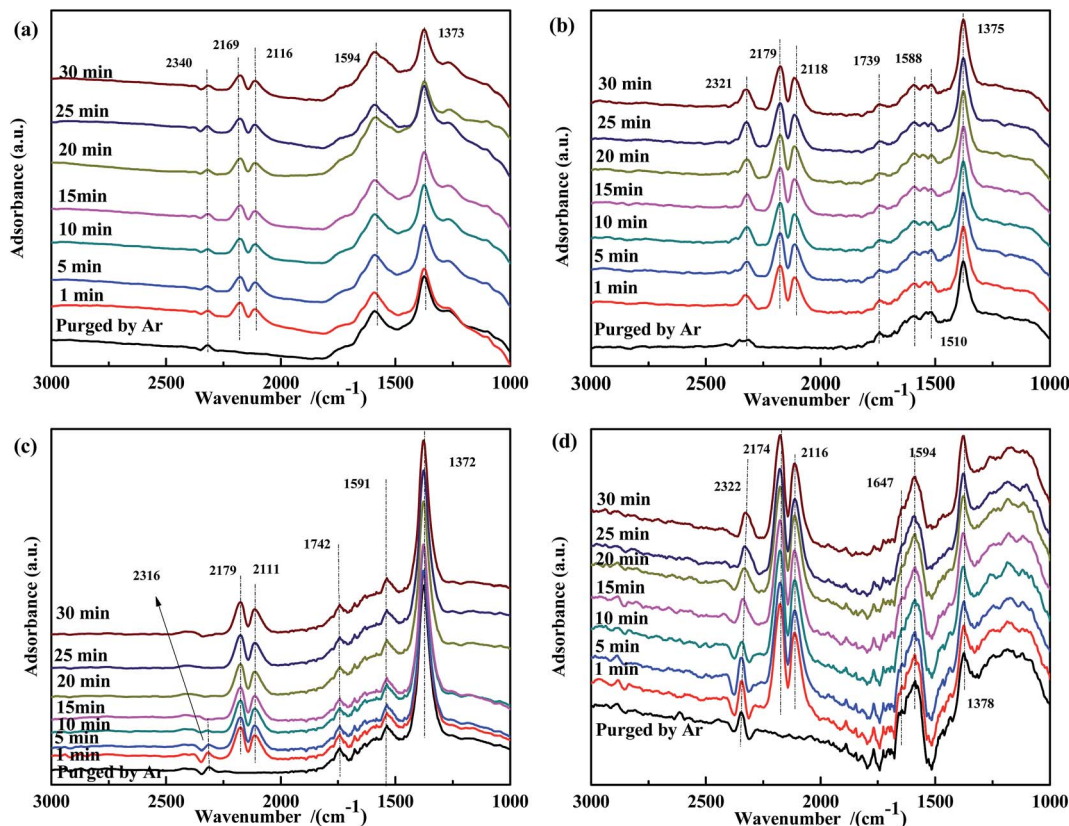 (a)
2340
2169
2116
1594
1373
30 min
25 min
20 min
15min
10 min
5 min
1 min
Purged by Ar
Adsorbance (a.u.)
3000 2500 2000 1500 1000
Wavenumber /(cm⁻¹)
(b)
2321
2179
2118
1739
1588
1375
30 min
25 min
20 min
15min
10 min
5 min
1 min
Purged by Ar
1510
Adsorbance (a.u.)
3000 2500 2000 1500 1000
Wavenumber /(cm⁻¹)
(c)
2316
2179
2111
1742
1591
1372
30 min
25 min
20 min
15min
10 min
5 min
1 min
Purged by Ar
Adsorbance (a.u.)
3000 2500 2000 1500 1000
Wavenumber /(cm⁻¹)
(d)
2322
2174
2116
1647
1594
30 min
25 min
20 min
15min
10 min
5 min
1 min
Purged by Ar
1378
Adsorbance (a.u.)
3000 2500 2000 1500 1000
Wavenumber /(cm⁻¹)